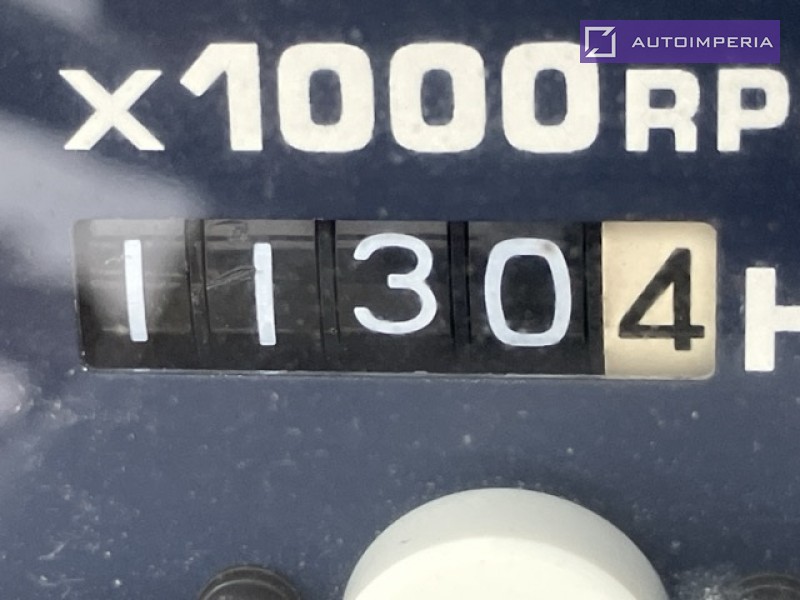 AUTOIMPERIA
x1000RP
11304 H